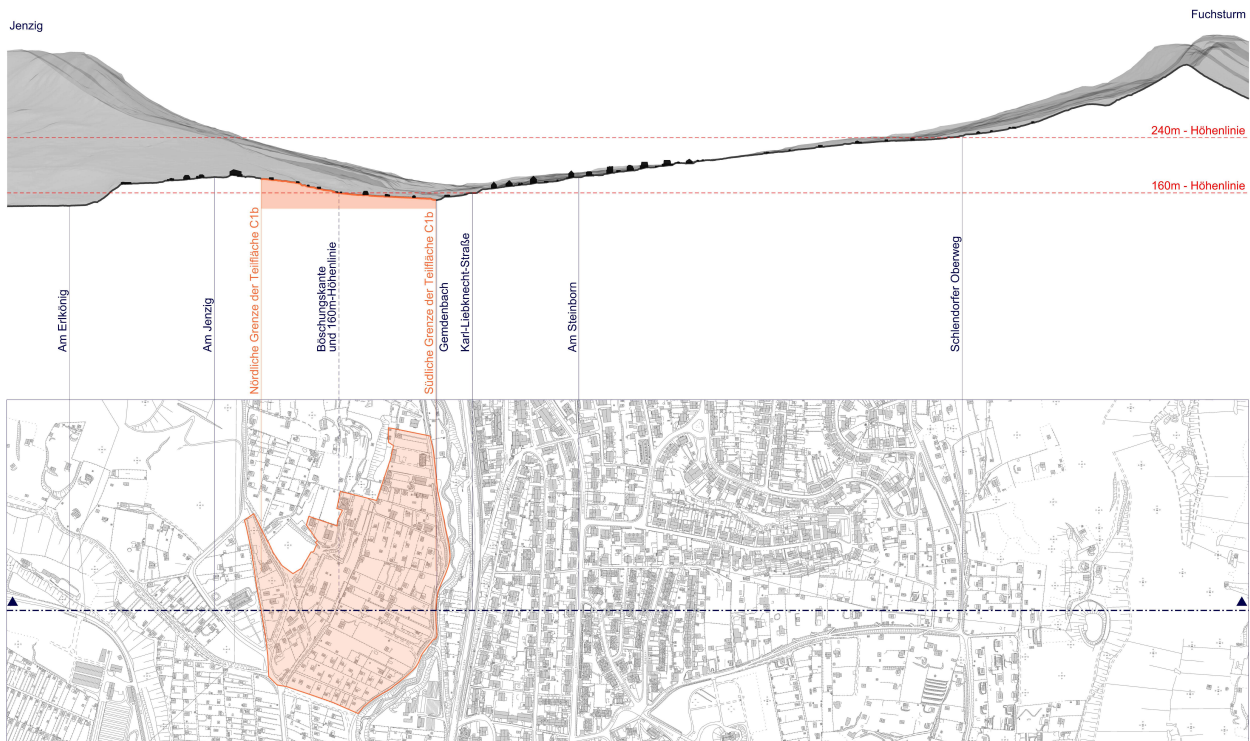 Jenzig
Fuchsturm
240m - Höhenlinie
160m - Höhenlinie
Am Erlkönig
Am Jenzig
Nördliche Grenze der Teilfläche C1b
Böschungskante
und 160m-Höhenlinie
Südliche Grenze der Teilfläche C1b
Gemdenbach
Karl-Liebknecht-Straße
Am Steinborn
Schlendorfer Oberweg